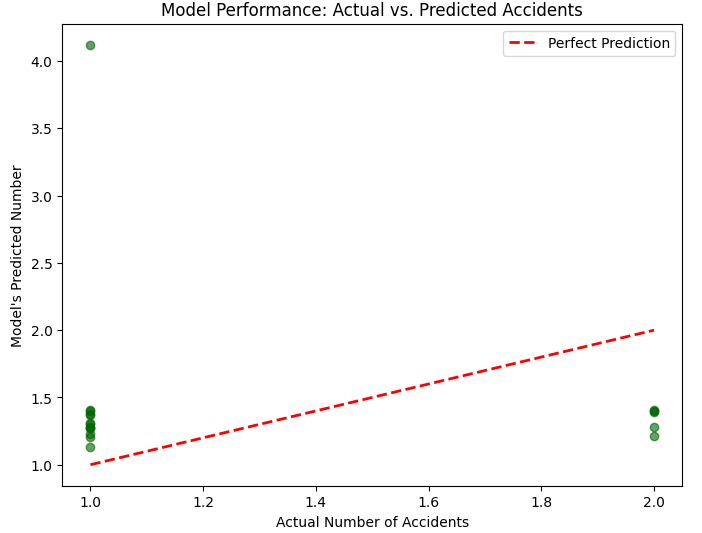 Model Performance: Actual vs. Predicted Accidents
Perfect Prediction
Model's Predicted Number
4.0
3.5
3.0
2.5
2.0
1.5
1.0
1.0 1.2 1.4 1.6 1.8 2.0
Actual Number of Accidents